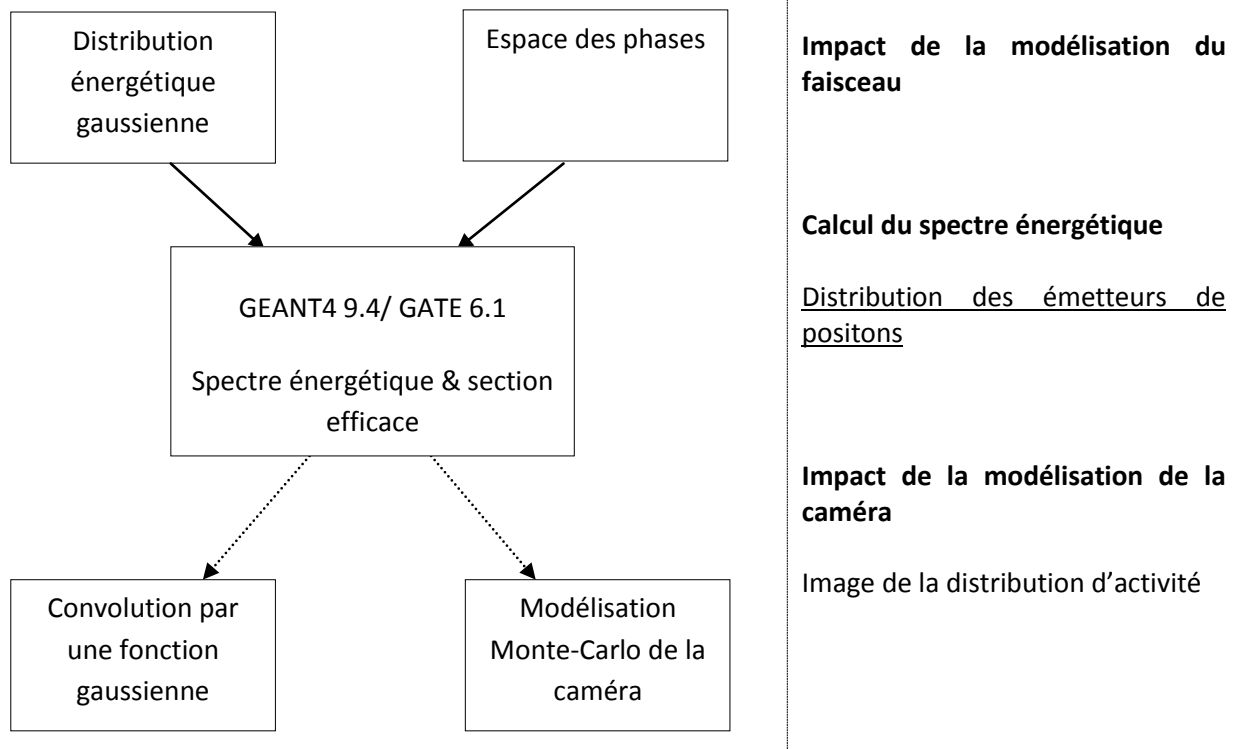 Distribution
énergétique
gaussienne
Espace des phases
GEANT4 9.4/ GATE 6.1
Spectre énergétique & section
efficace
Convolution par
une fonction
gaussienne
Modélisation
Monte-Carlo de la
caméra
Impact de la modélisation du
faisceau
Calcul du spectre énergétique
Distribution des émetteurs de
positons
Impact de la modélisation de la
caméra
Image de la distribution d’activité